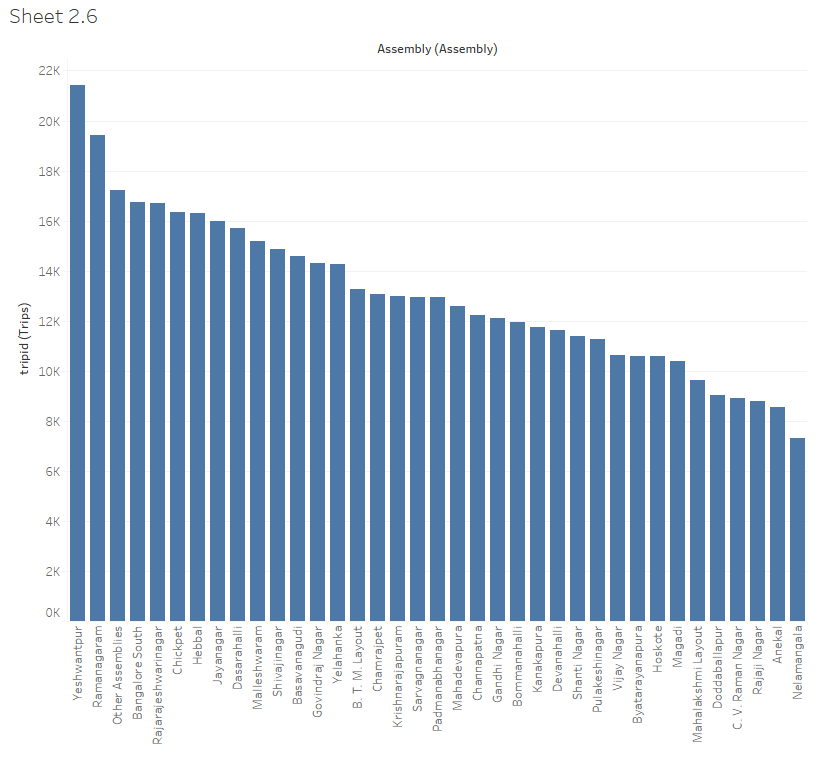 Sheet 2.6
Assembly (Assembly)
tripid (Trips)
22K
20K
18K
16K
14K
12K
10K
8K
6K
4K
2K
0K
Yeshwantpur
Ramanagaram
Other Assemblies
Bangalore South
Rajarajeshwarinagar
Chickpet
Hebbal
Jayanagar
Dasarahalli
Malleshwaram
Shivajinagar
Basavanagudi
Govindraj Nagar
Yelahanka
B. T. M. Layout
Chamrajpet
Krishnarajapuram
Sarvagnanagar
Padmanabhanagar
Mahadevapura
Channapatna
Gandhi Nagar
Bommanahalli
Kanakapura
Devanahalli
Shanti Nagar
Pulakeshinagar
Vijay Nagar
Byatarayanapura
Hoskote
Magadi
Mahalakshmi Layout
Doddaballapur
C. V. Raman Nagar
Rajaji Nagar
Anekal
Nelamangala